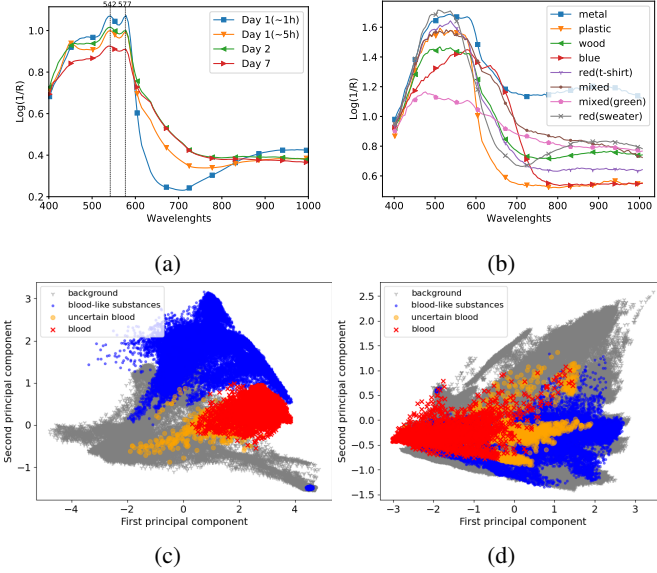 542 577
1.0
0.8
0.6
0.4
0.2
Log(1/R)
400 500 600 700 800 900 1000
Wavelenghts
Day 1(~1h)
Day 1(~5h)
Day 2
Day 7
(a)
1.6
1.4
1.2
1.0
0.8
0.6
Log(1/R)
400 500 600 700 800 900 1000
Wavelenghts
metal
plastic
wood
blue
red(t-shirt)
mixed
mixed(green)
red(sweater)
(b)
background
blood-like substances
uncertain blood
blood
3
2
1
0
−1
Second principal component
−4 −2 0 2 4
First principal component
(c)
background
blood-like substances
uncertain blood
blood
2.5
2.0
1.5
1.0
0.5
0.0
−0.5
−1.0
−1.5
Second principal component
−3 −2 −1 0 1 2 3
First principal component
(d)